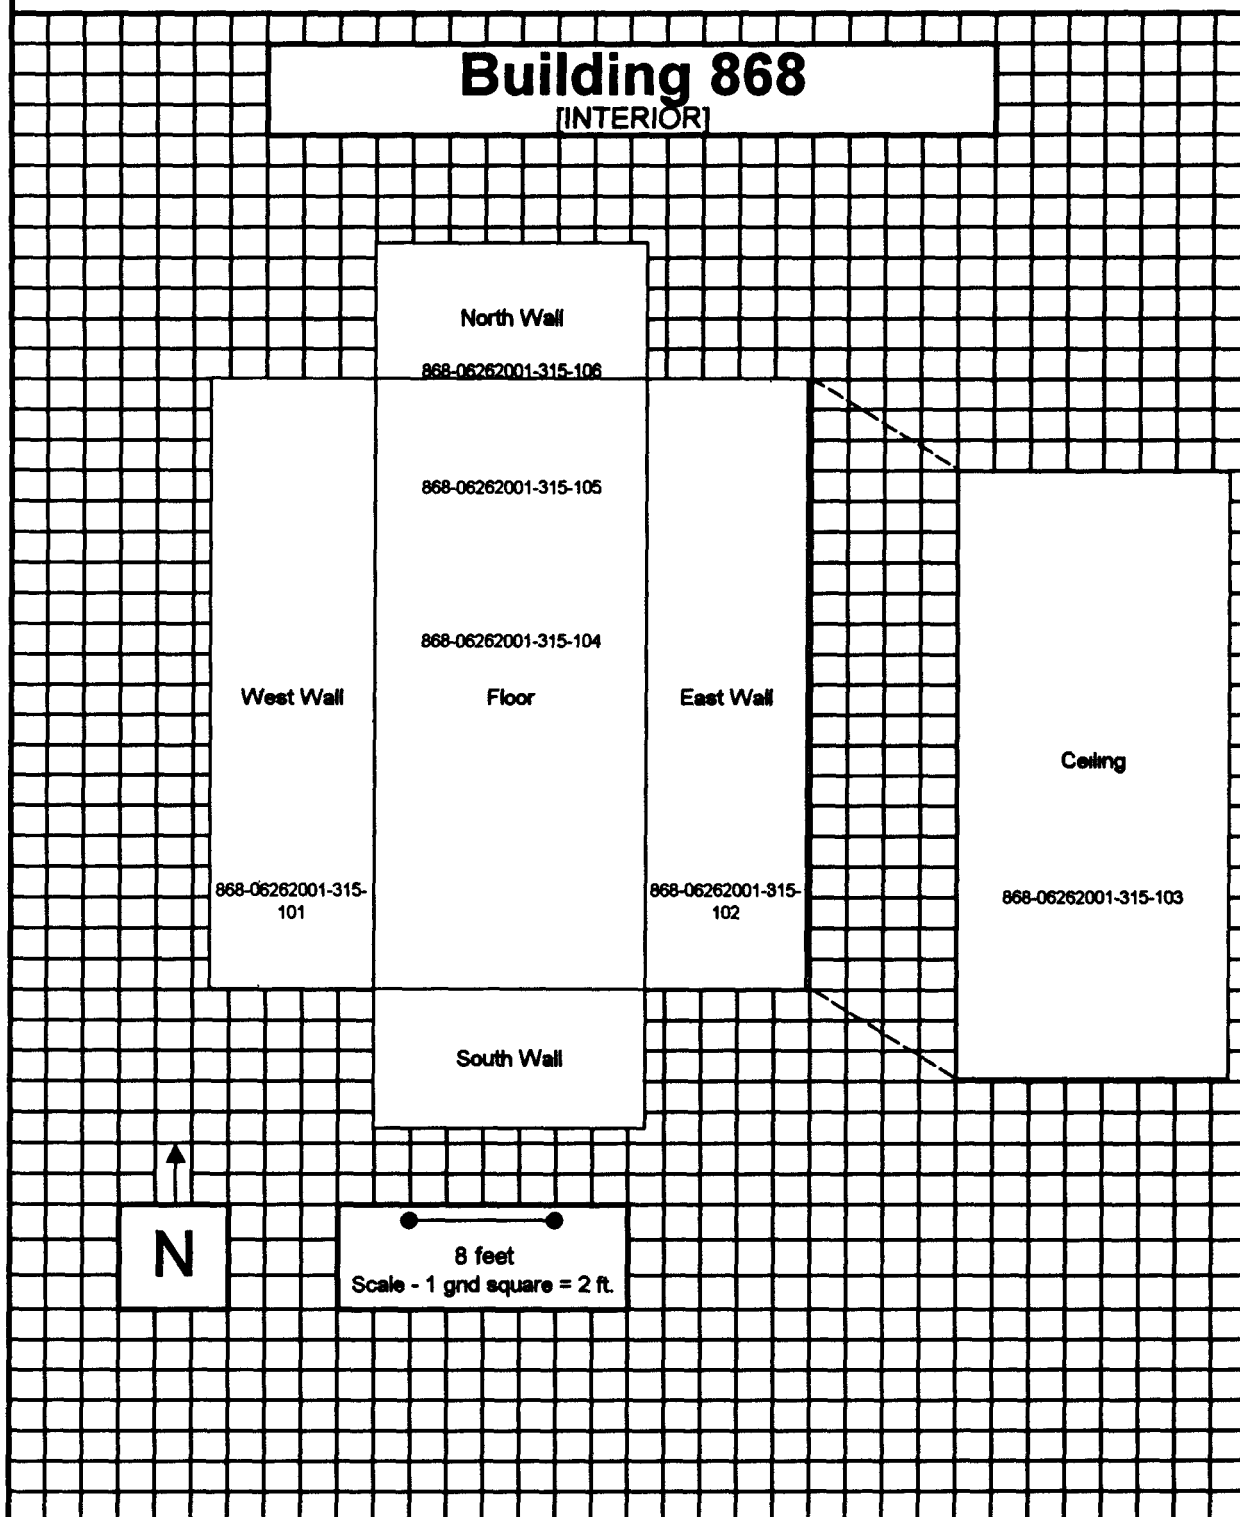 Building 868
[INTERIOR]
North Wall
868-06262001-315-106
868-06262001-315-105
868-06262001-315-104
West Wall
Floor
East Wall
Ceiling
868-06262001-315-
101
868-06262001-315-
102
868-06262001-315-103
South Wall
N
8 feet
Scale - 1 grid square = 2 ft.